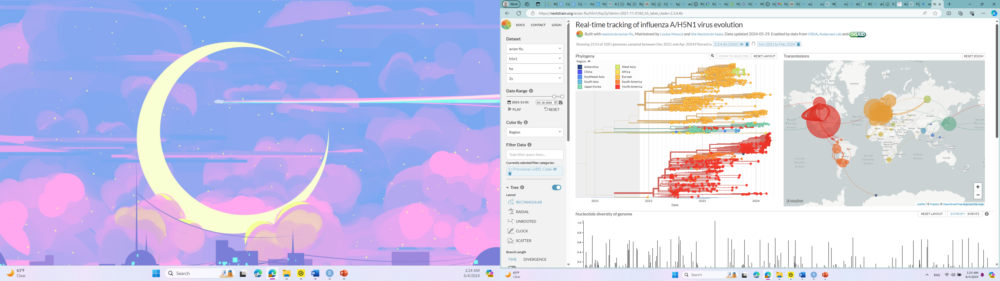 63°F
Clear
Search
1:24 AM
6/4/2024
Work
https://nextstrain.org/avian-flu/h5n1/ha/2y?dmin=2021-11-01&f_h5_label_clade=2.3.4.4b
DOCS CONTACT LOGIN
Dataset
avian-flu
h5n1
ha
2y
Date Range
2021-11-01 05/18/2024
PLAY RESET
Color By
Region
Filter Data
Type filter query here...
Currently selected filter categories:
1 x Provisional LABEL Clade
Tree
Layout
RECTANGULAR
RADIAL
UNROOTED
CLOCK
SCATTER
Branch Length
TIME DIVERGENCE
Real-time tracking of influenza A/H5N1 virus evolution
Built with nextstrain/avian-flu. Maintained by Louise Moncla and the Nextstrain team. Data updated 2024-05-29. Enabled by data from USDA, Andersen Lab and GISAID.
Showing 2553 of 3281 genomes sampled between Dec 2021 and Apr 2024.Filtered to 2.3.4.4b (2560) ∩ Nov 2021 to May 2024 .
Phylogeny ZOOM TO SELECTED RESET LAYOUT
Region
Antarctica West Asia
China Africa
Southeast Asia Europe
South Asia South America
Japan Korea North America
2021 2022 2023 2024
Date
Transmissions RESET ZOOM
North Pacific Ocean
North Atlantic Ocean
South Pacific Ocean
South Atlantic Ocean
Indian Ocean
Australia
+
−
mapbox
Leaflet | © Mapbox © OpenStreetMap Improve this map
Nucleotide diversity of genome RESET LAYOUT ENTROPY EVENTS
1.0
0.8
0.6
0.4
0.2
63°F
Clear
Search
ENG
1:24 AM
6/4/2024